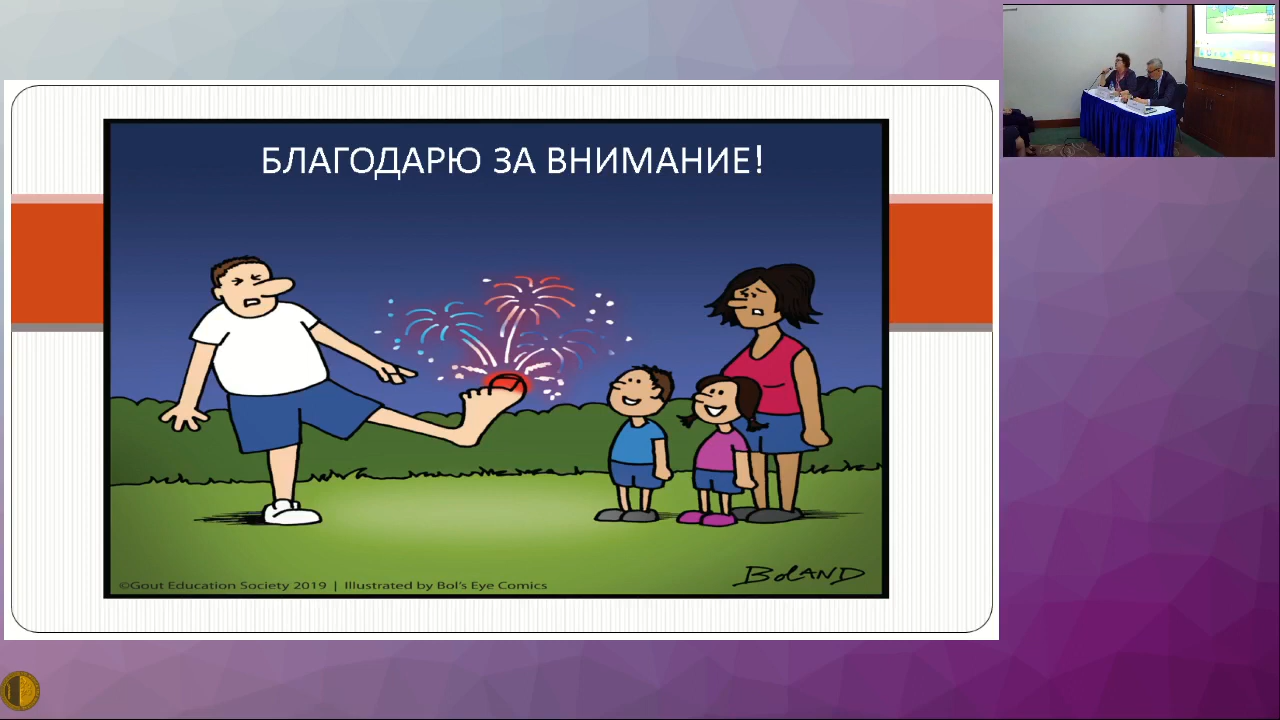 БЛАГОДАРЮ ЗА ВНИМАНИЕ!
©Gout Education Society 2019 | Illustrated by Bol's Eye Comics
BOLAND